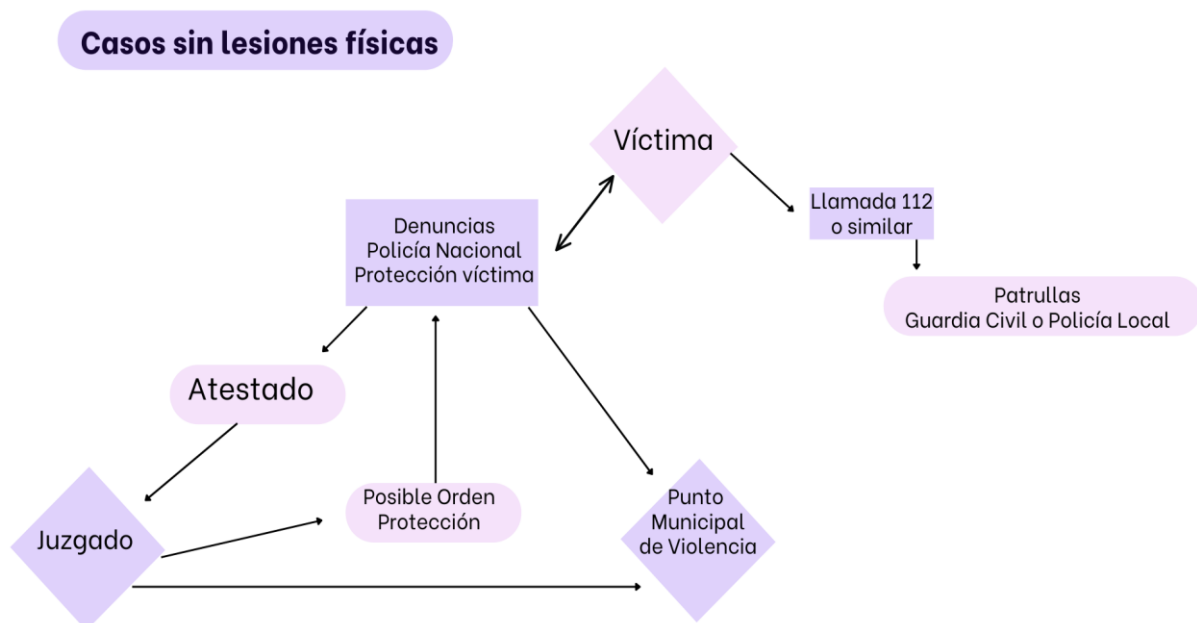 Casos sin lesiones físicas
Víctima
Llamada 112
o similar
Patrullas
Guardia Civil o Policía Local
Denuncias
Policía Nacional
Protección víctima
Atestado
Posible Orden
Protección
Juzgado
Punto
Municipal
de Violencia